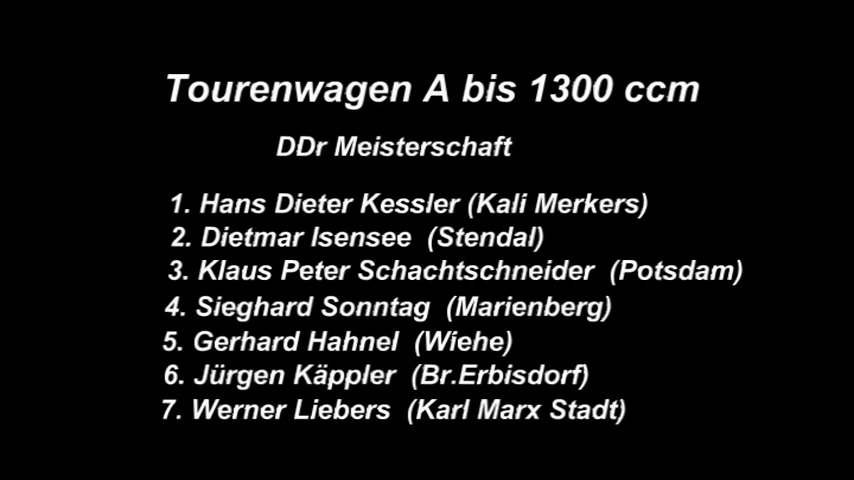 Tourenwagen A bis 1300 ccm
DDr Meisterschaft
1. Hans Dieter Kessler (Kali Merkers)
2. Dietmar Isensee (Stendal)
3. Klaus Peter Schachtschneider (Potsdam)
4. Sieghard Sonntag (Marienberg)
5. Gerhard Hahnel (Wiehe)
6. Jürgen Käppler (Br.Erbisdorf)
7. Werner Liebers (Karl Marx Stadt)